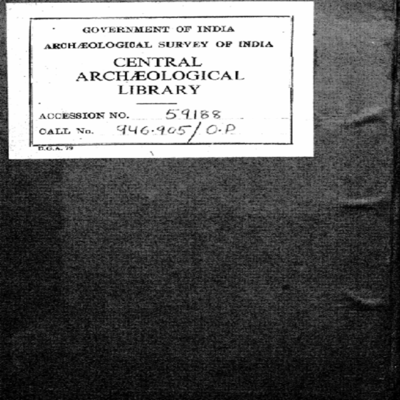 GOVERNMENT OF INDIA
ARCHÆOLOGICAL SURVEY OF INDIA
CENTRAL
ARCHÆOLOGICAL
LIBRARY
ACCESSION NO. 59188
CALL No. 946.905/O.P.
D.G.A. 79